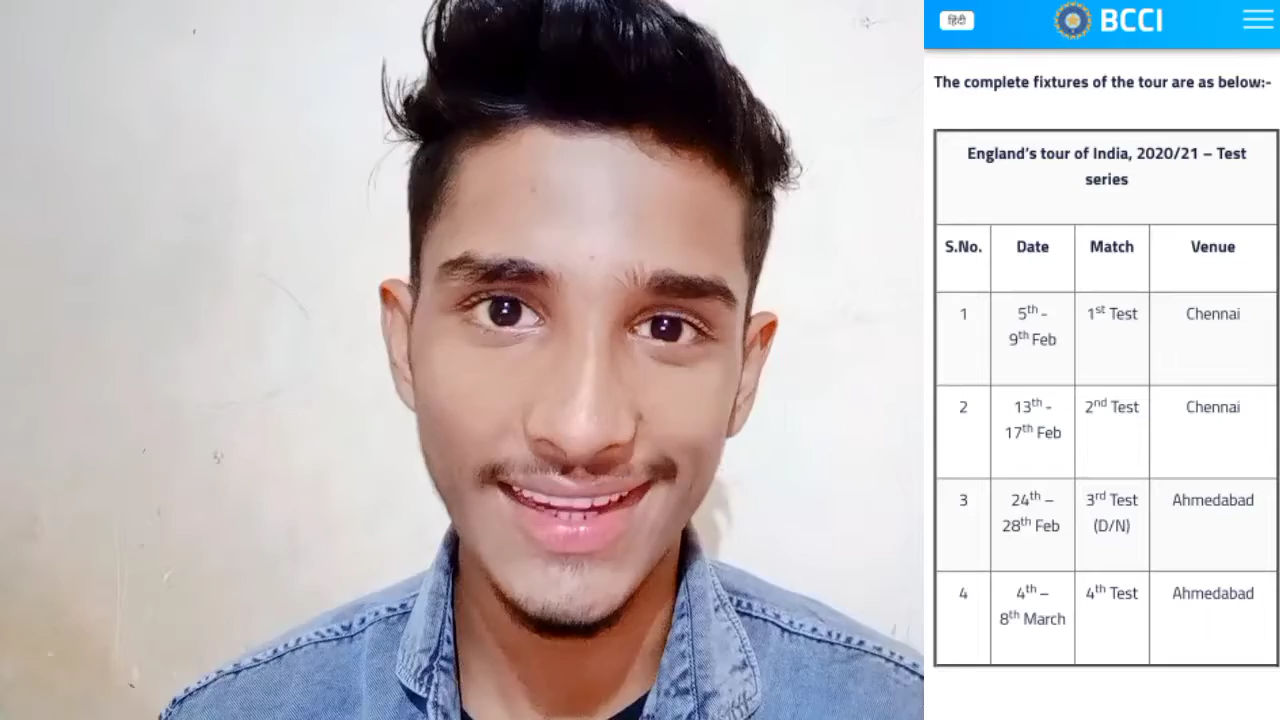 हिंदी
BCCI
The complete fixtures of the tour are as below:-
England’s tour of India, 2020/21 – Test
series
S.No. Date Match Venue
1 5th - 1st Test Chennai
9th Feb
2 13th - 2nd Test Chennai
17th Feb
3 24th – 3rd Test Ahmedabad
28th Feb (D/N)
4 4th – 4th Test Ahmedabad
8th March